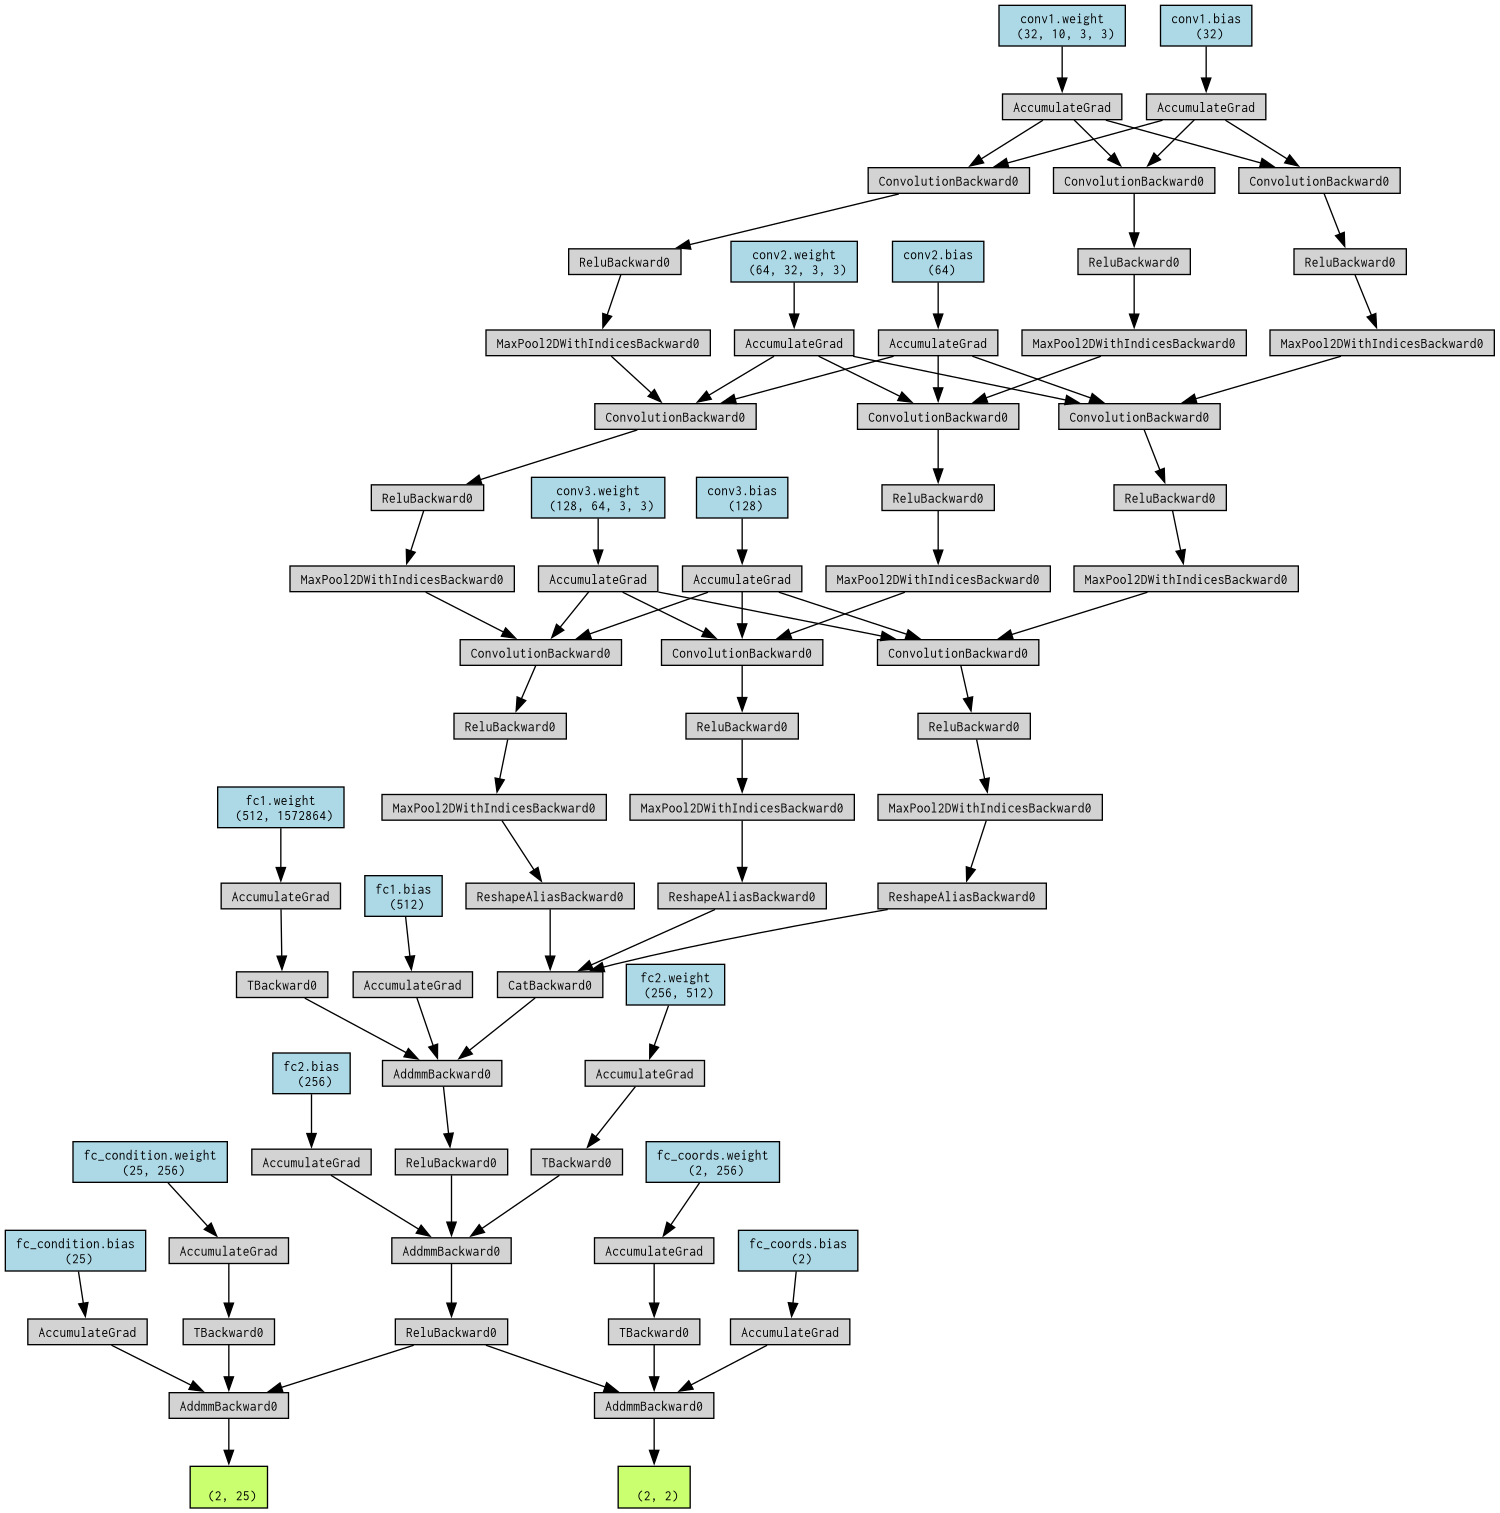 conv1.weight
(32, 10, 3, 3)
conv1.bias
(32)
AccumulateGrad
AccumulateGrad
ConvolutionBackward0
ConvolutionBackward0
ConvolutionBackward0
ReluBackward0
conv2.weight
(64, 32, 3, 3)
conv2.bias
(64)
ReluBackward0
ReluBackward0
MaxPool2DWithIndicesBackward0
AccumulateGrad
AccumulateGrad
MaxPool2DWithIndicesBackward0
MaxPool2DWithIndicesBackward0
ConvolutionBackward0
ConvolutionBackward0
ConvolutionBackward0
ReluBackward0
conv3.weight
(128, 64, 3, 3)
conv3.bias
(128)
ReluBackward0
ReluBackward0
MaxPool2DWithIndicesBackward0
AccumulateGrad
AccumulateGrad
MaxPool2DWithIndicesBackward0
MaxPool2DWithIndicesBackward0
ConvolutionBackward0
ConvolutionBackward0
ConvolutionBackward0
ReluBackward0
ReluBackward0
ReluBackward0
fc1.weight
(512, 1572864)
MaxPool2DWithIndicesBackward0
MaxPool2DWithIndicesBackward0
MaxPool2DWithIndicesBackward0
AccumulateGrad
fc1.bias
(512)
ReshapeAliasBackward0
ReshapeAliasBackward0
ReshapeAliasBackward0
TBackward0
AccumulateGrad
CatBackward0
fc2.weight
(256, 512)
fc2.bias
(256)
AddmmBackward0
AccumulateGrad
fc_condition.weight
(25, 256)
AccumulateGrad
ReluBackward0
TBackward0
fc_coords.weight
(2, 256)
fc_condition.bias
(25)
AccumulateGrad
AddmmBackward0
AccumulateGrad
fc_coords.bias
(2)
AccumulateGrad
TBackward0
ReluBackward0
TBackward0
AccumulateGrad
AddmmBackward0
AddmmBackward0
(2, 25)
(2, 2)